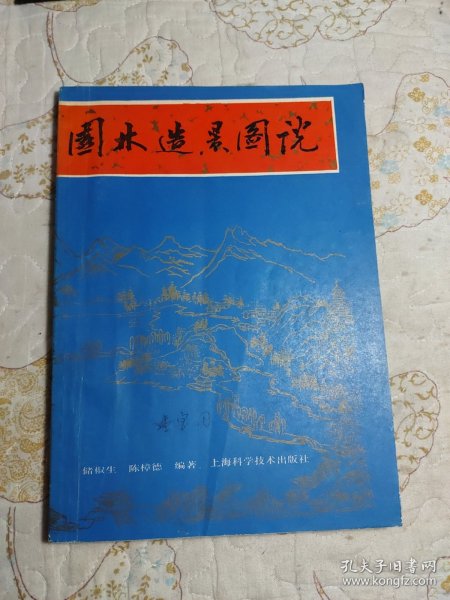 園林造景圖说
储椒生 陈樟德 编著 上海科学技术出版社
孔夫子旧书网
www.kongfz.com